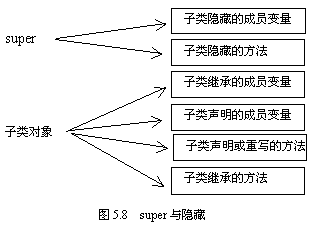 子类隐藏的成员变量
super
子类隐藏的方法
子类继承的成员变量
子类声明的成员变量
子类对象
子类声明或重写的方法
子类继承的方法
图 5.8 super 与隐藏